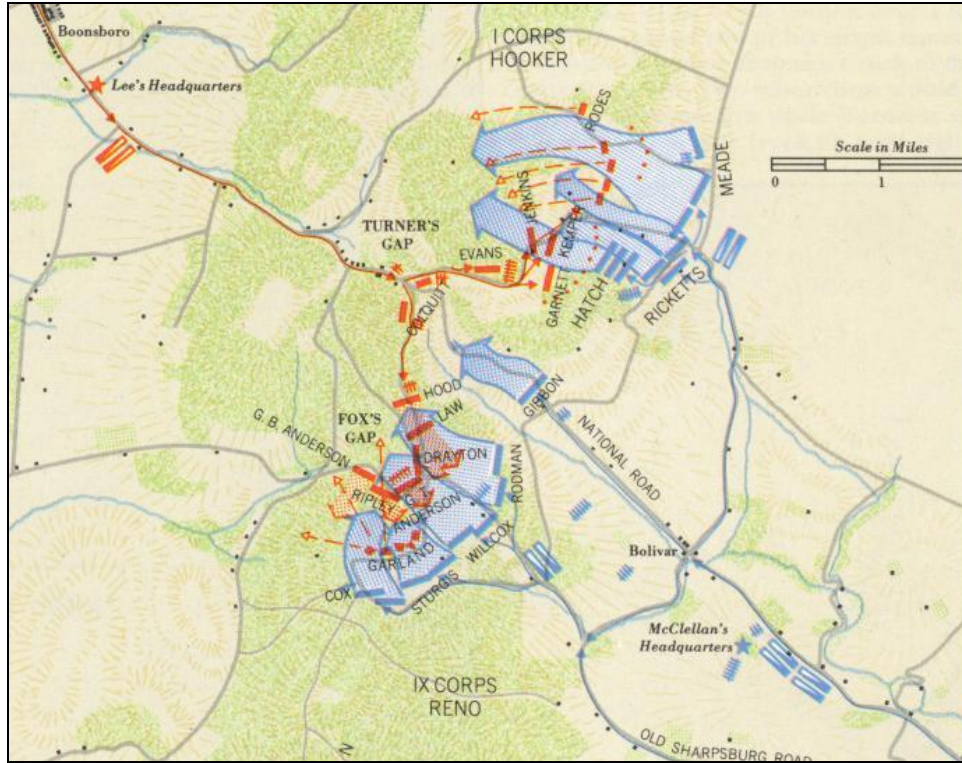 Boonsboro
I CORPS
HOOKER
Lee's Headquarters
RODES
Scale in Miles
0 1
MEADE
JENKINS
KEMPER
TURNER'S
GAP
EVANS
GARNETT
HATCH
RICKETTS
COLQUIT
HOOD
GIBBON
LAW
FOX'S
GAP
NATIONAL ROAD
G. B. ANDERSON
DRAYTON
RODMAN
RIPLEY
G. T.
ANDERSON
WILLCOX
Bolivar
GARLAND
COX
STURGIS
McClellan's
Headquarters
IX CORPS
RENO
OLD SHARPSBURG ROAD
N